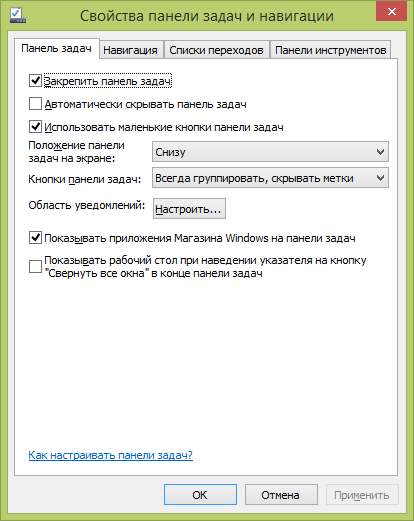 Свойства панели задач и навигации
Панель задач Навигация Списки переходов Панели инструментов
Закрепить панель задач
Автоматически скрывать панель задач
Использовать маленькие кнопки панели задач
Положение панели
задач на экране: Снизу
Кнопки панели задач: Всегда группировать, скрывать метки
Область уведомлений: Настроить...
Показывать приложения Магазина Windows на панели задач
Показывать рабочий стол при наведении указателя на кнопку
"Свернуть все окна" в конце панели задач
Как настраивать панели задач?
ОК Отмена Применить